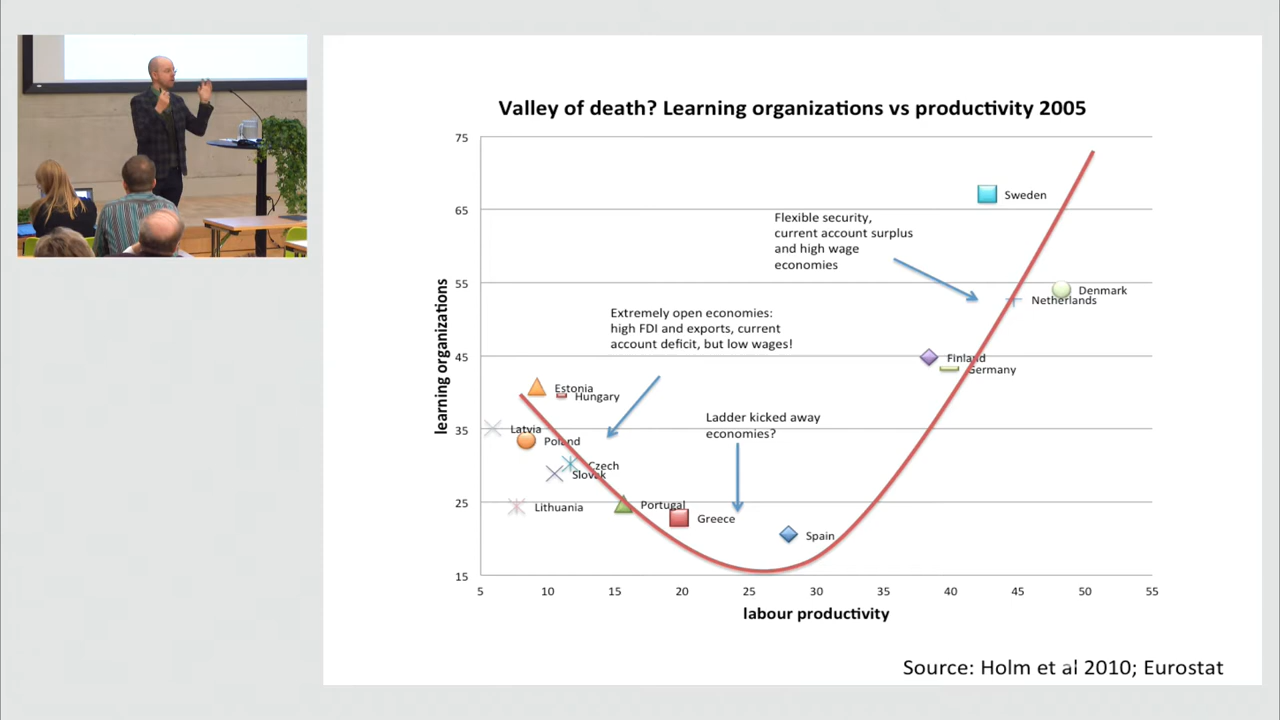 Valley of death? Learning organizations vs productivity 2005
75
65
55
45
35
25
15
learning organizations
Sweden
Flexible security,
current account surplus
and high wage
economies
Denmark
Netherlands
Extremely open economies:
high FDI and exports, current
account deficit, but low wages!
Finland
Germany
Estonia
Hungary
Ladder kicked away
economies?
Latvia
Poland
Czech
Slovak
Lithuania
Portugal
Greece
Spain
5 10 15 20 25 30 35 40 45 50 55
labour productivity
Source: Holm et al 2010; Eurostat